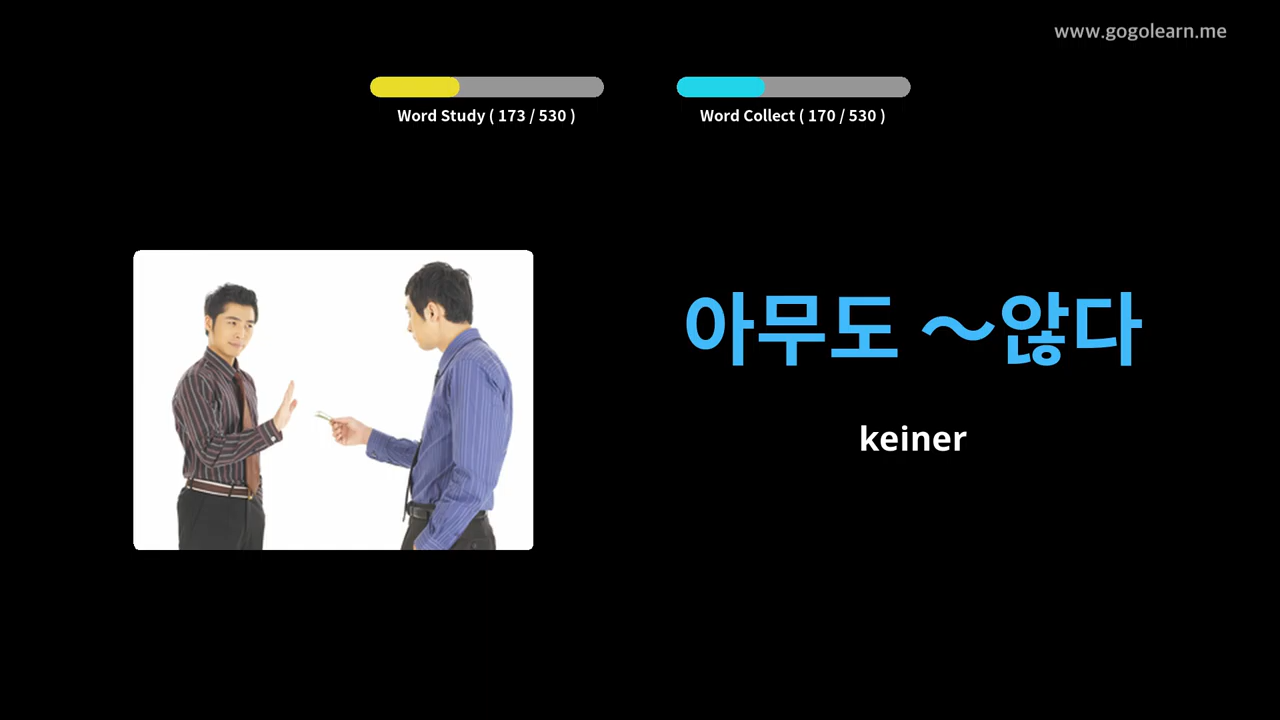 www.gogolearn.me
Word Study ( 173 / 530 )
Word Collect ( 170 / 530 )
아무도 ～않다
keiner